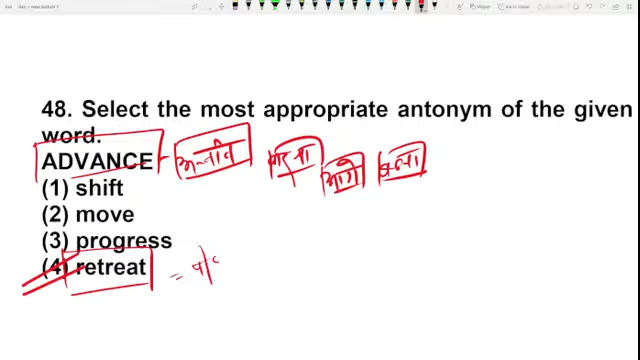 48. Select the most appropriate antonym of the given
word.
ADVANCE - आगे
(1) shift
(2) move
(3) progress
(4) retreat =